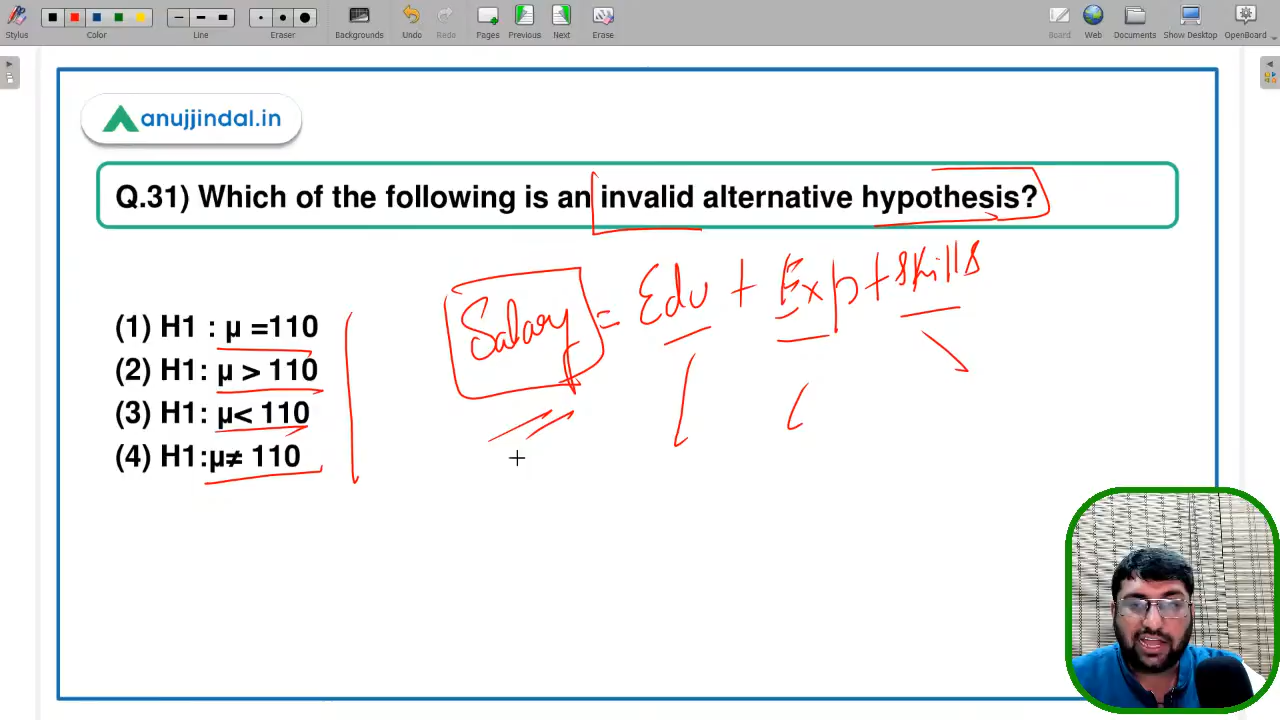 Stylus
Color
Line
Eraser
Backgrounds
Undo
Redo
Pages
Previous
Next
Erase
Board
Web
Documents
Show Desktop
OpenBoard
anujjindal.in
Q.31) Which of the following is an invalid alternative hypothesis?
Salary = Edu + Exp + skills
(1) H1 : µ =110
(2) H1: µ > 110
(3) H1: µ< 110
(4) H1:µ≠ 110